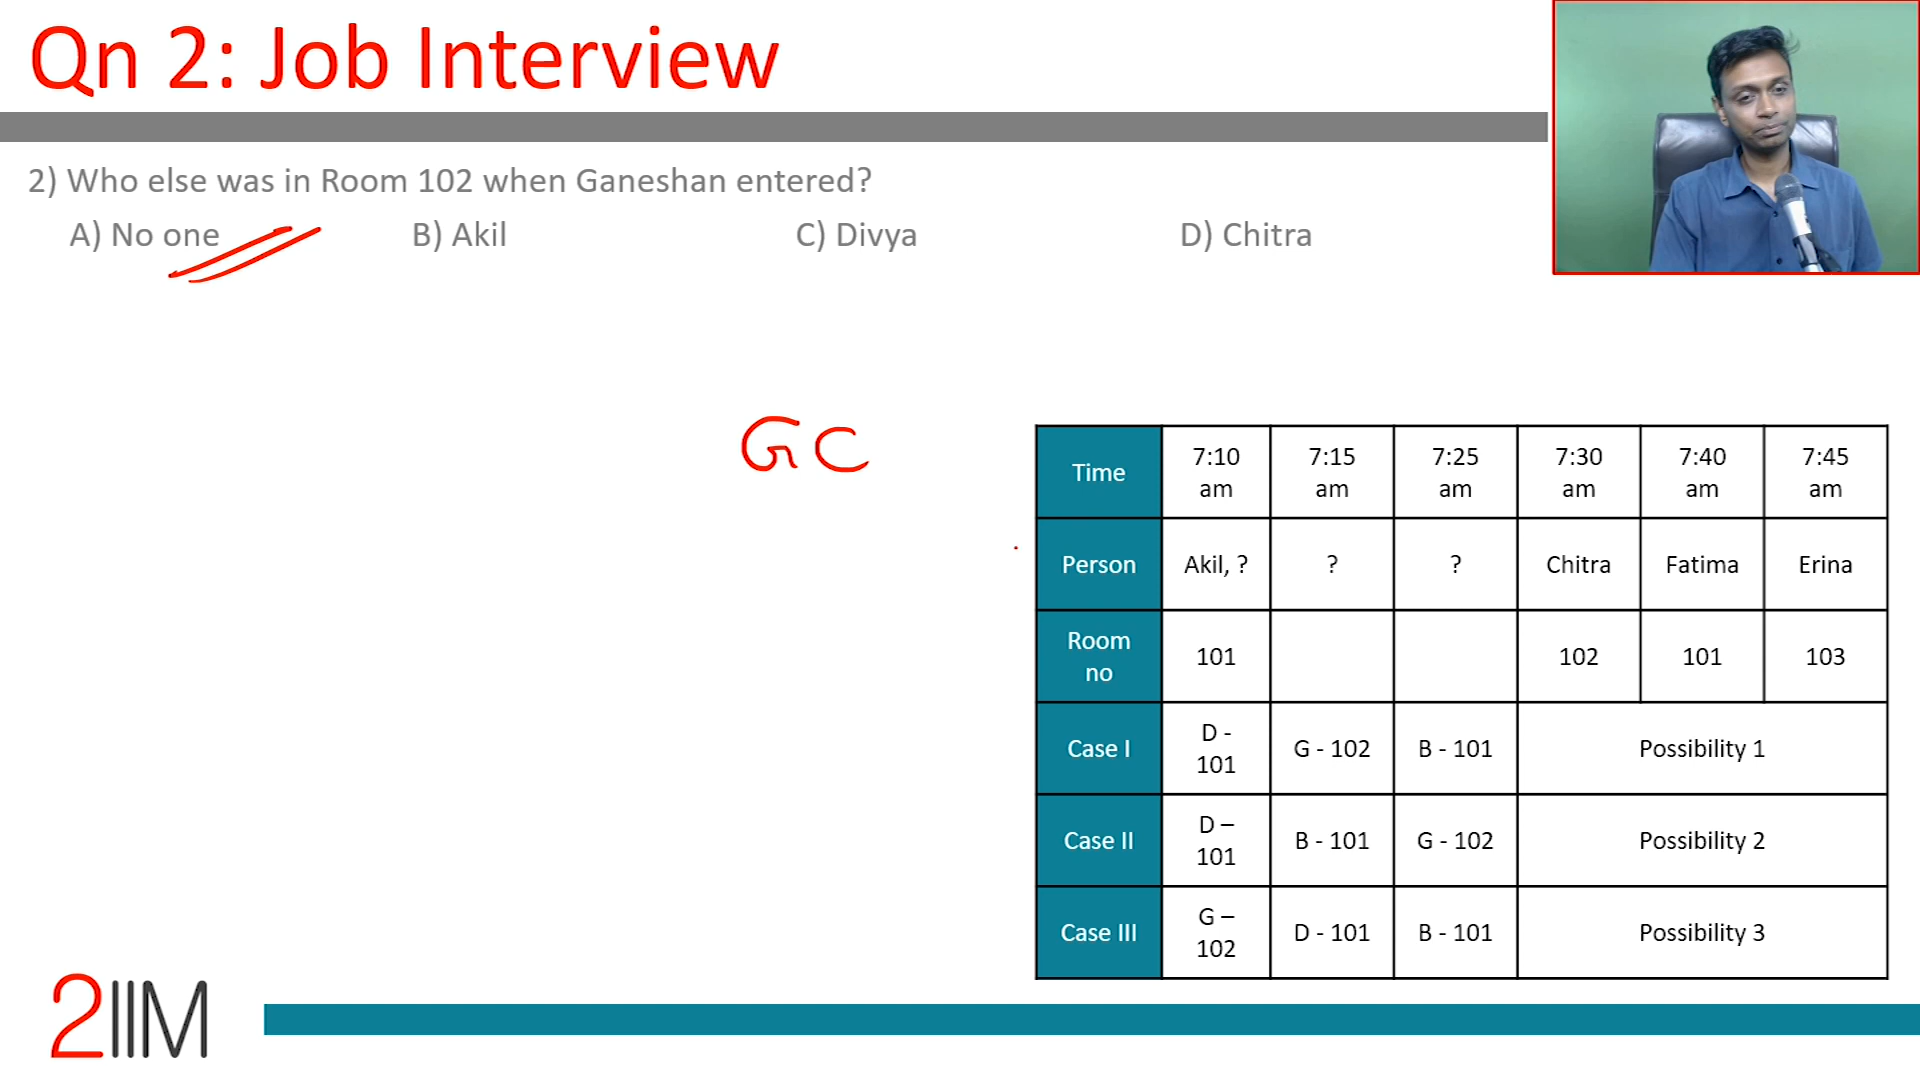 Qn 2: Job Interview
2) Who else was in Room 102 when Ganeshan entered?
A) No one B) Akil C) Divya D) Chitra
GC
Time 7:10 am 7:15 am 7:25 am 7:30 am 7:40 am 7:45 am
Person Akil, ? ? ? Chitra Fatima Erina
Room no 101 102 101 103
Case I D - 101 G - 102 B - 101 Possibility 1
Case II D – 101 B - 101 G - 102 Possibility 2
Case III G – 102 D - 101 B - 101 Possibility 3
2IIM